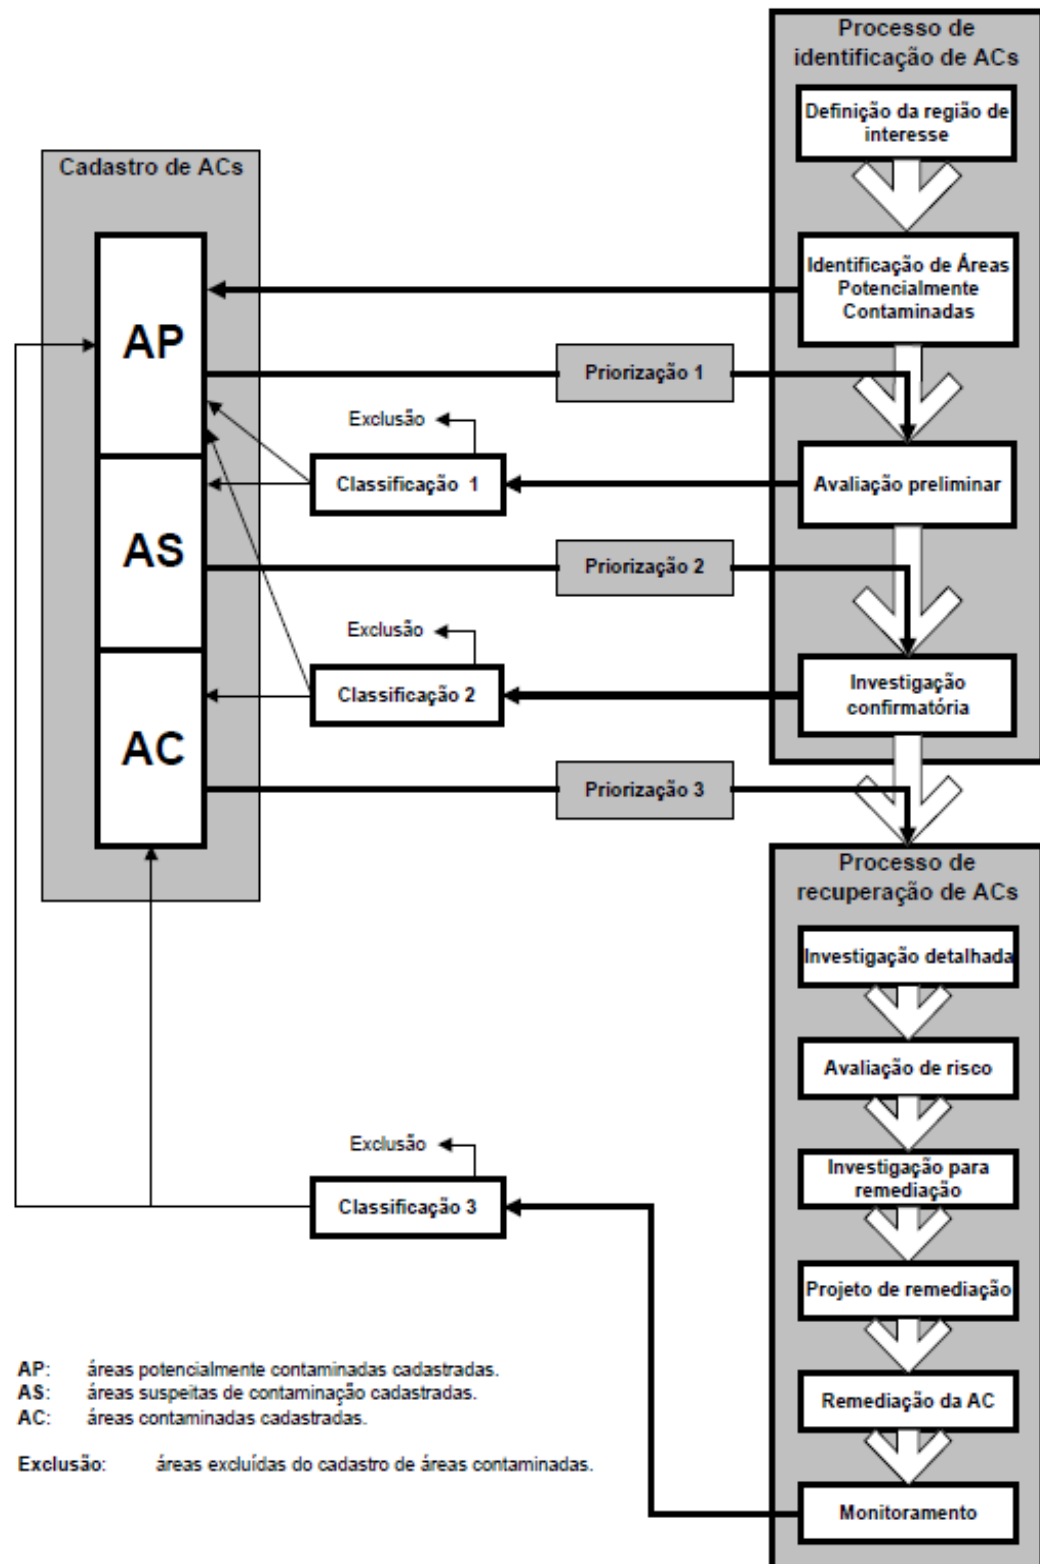 Processo de
identificação de ACs
Definição da região de
interesse
Cadastro de ACs
Identificação de Áreas
Potencialmente
Contaminadas
AP
Priorização 1
Exclusão
Classificação 1
Avaliação preliminar
AS
Priorização 2
Exclusão
Classificação 2
Investigação
confirmatória
AC
Priorização 3
Processo de
recuperação de ACs
Investigação detalhada
Avaliação de risco
Exclusão
Classificação 3
Investigação para
remediação
Projeto de remediação
Remediação da AC
Monitoramento
AP: áreas potencialmente contaminadas cadastradas.
AS: áreas suspeitas de contaminação cadastradas.
AC: áreas contaminadas cadastradas.
Exclusão: áreas excluídas do cadastro de áreas contaminadas.